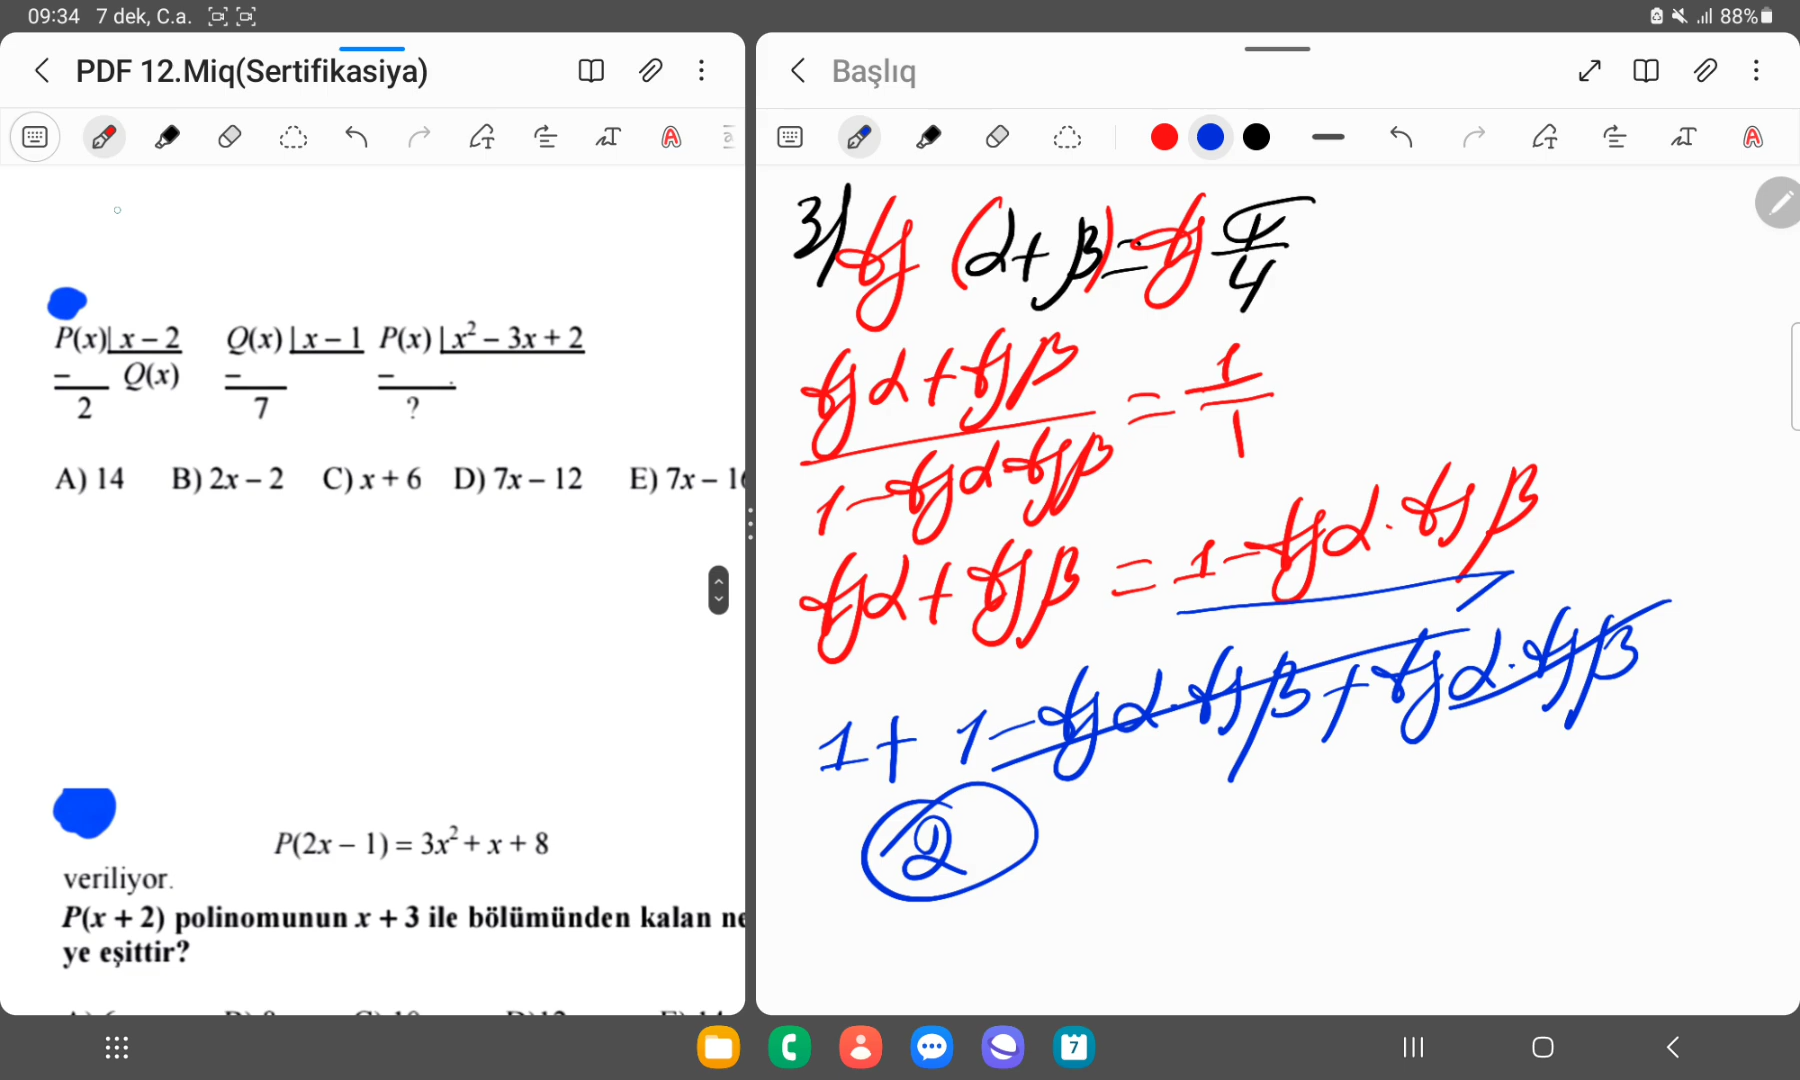 09:34 7 dek, C.a. 88%
PDF 12.Miq(Sertifikasiya)
P(x)| x – 2 Q(x) | x – 1 P(x) | x² – 3x + 2
– Q(x) – –
2 7 ?
A) 14 B) 2x – 2 C) x + 6 D) 7x – 12 E) 7x – 1
P(2x – 1) = 3x² + x + 8
veriliyor.
P(x + 2) polinomunun x + 3 ile bölümünden kalan ne
ye eşittir?
Başlıq
3) tg (α + β) = tg π/4
(tgα + tgβ)/(1 – tgα·tgβ) = 1/1
tgα + tgβ = 1 – tgα · tgβ
1 + 1 – tgα · tgβ + tgα · tgβ
2
7